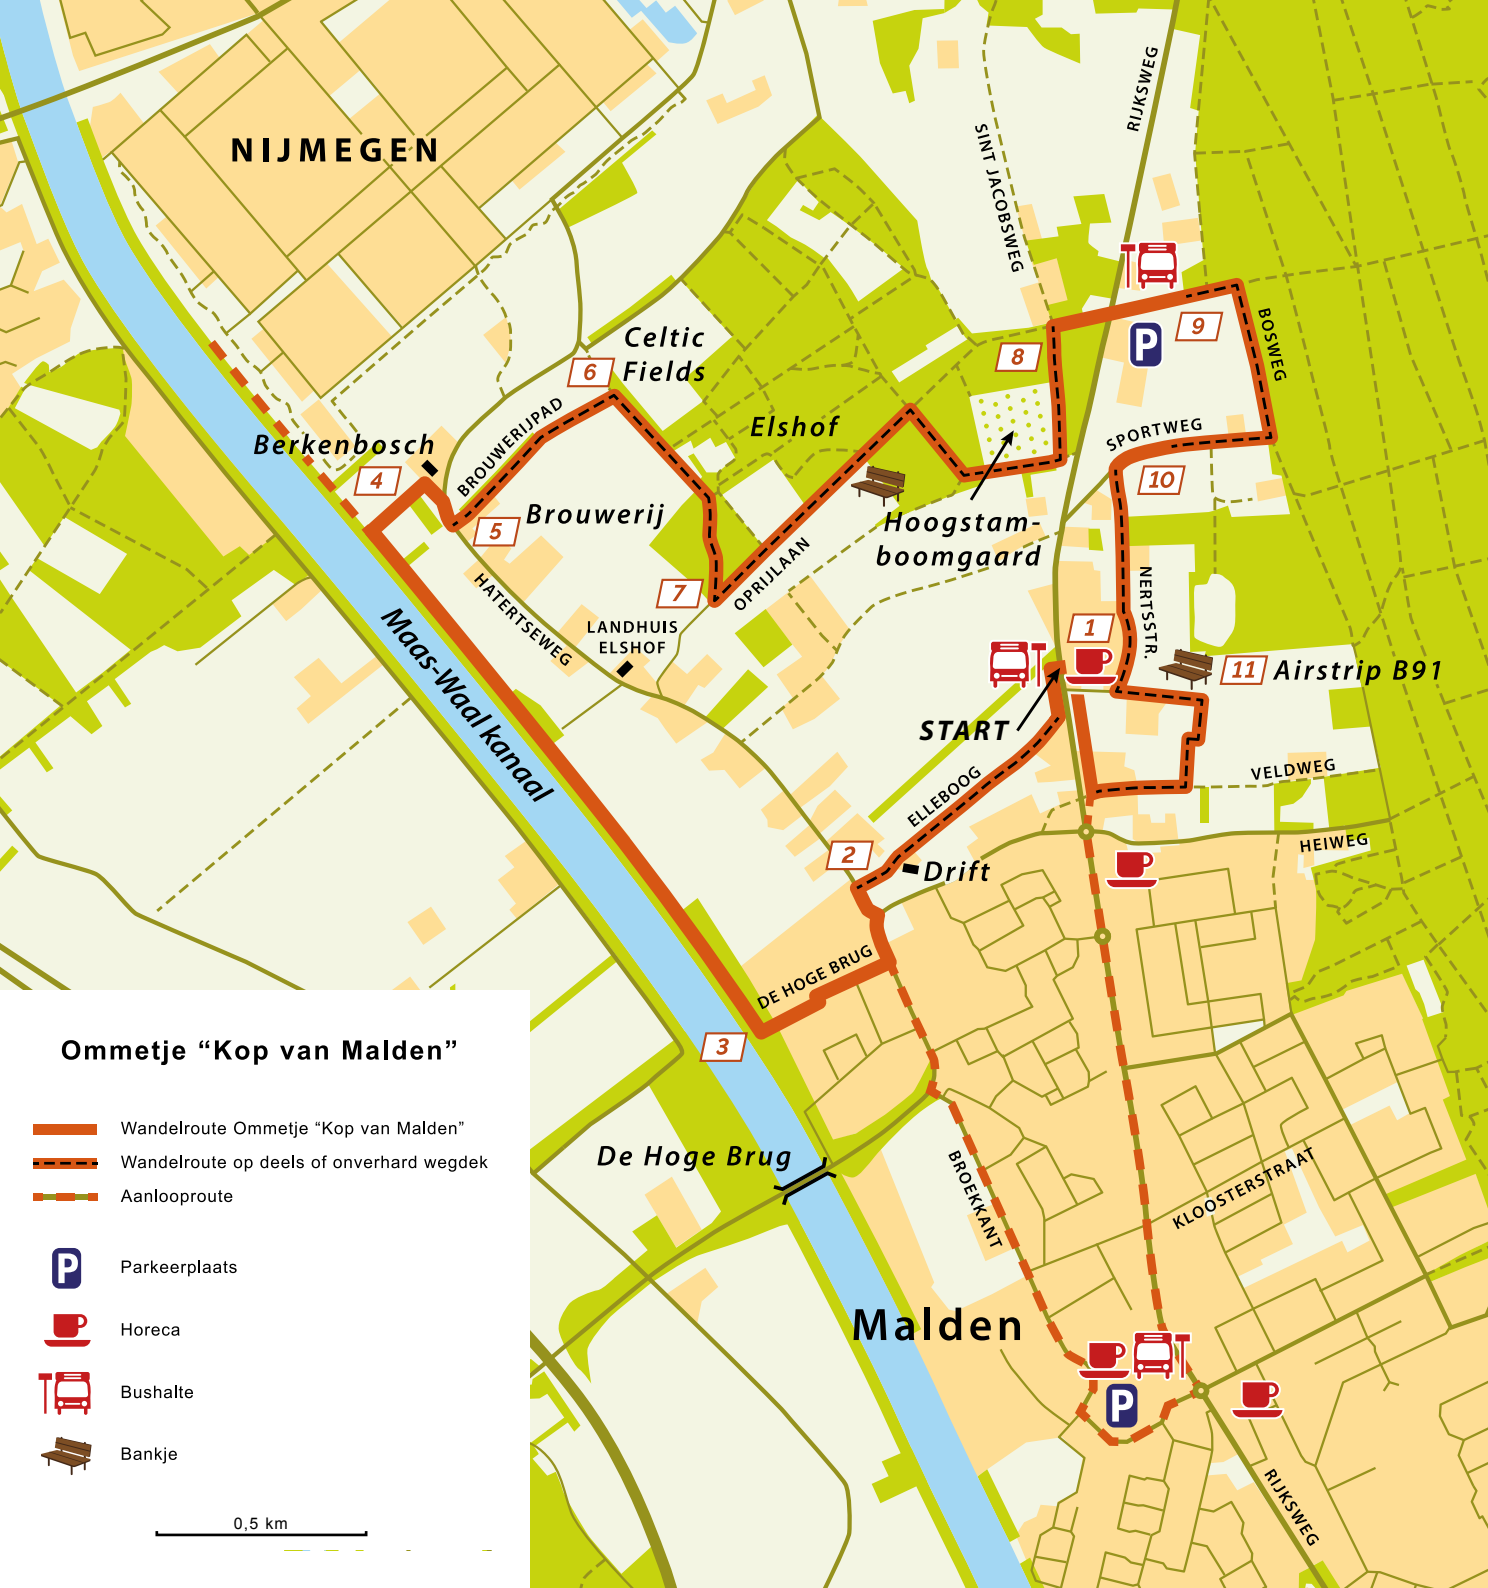 NIJMEGEN
RIJKSWEG
SINT JACOBSWEG
Celtic
Fields
6
8
9
P
BOSWEG
BROUWERIJPAD
Berkenbosch
4
Elshof
SPORTWEG
10
5
Brouwerij
Hoogstam-
boomgaard
OPRIJLAAN
7
HATERTSEWEG
LANDHUIS
ELSHOF
NERTSSTR.
1
11
Airstrip B91
Maas-Waal kanaal
START
VELDWEG
ELLEBOOG
HEIWEG
2
Drift
DE HOGE BRUG
3
De Hoge Brug
BROEKKANT
KLOOSTERSTRAAT
Malden
P
RIJKSWEG
Ommetje “Kop van Malden”
Wandelroute Ommetje “Kop van Malden”
Wandelroute op deels of onverhard wegdek
Aanlooproute
P
Parkeerplaats
Horeca
Bushalte
Bankje
0,5 km